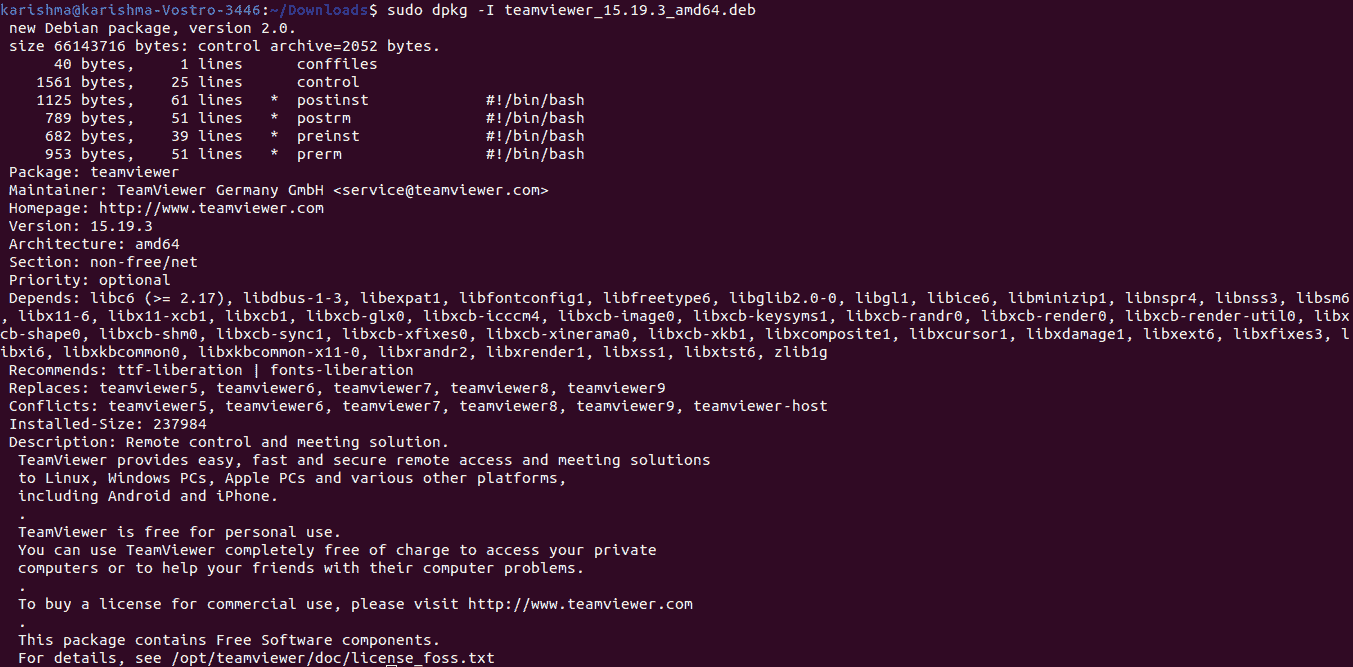 karishma@karishma-Vostro-3446:~/Downloads$ sudo dpkg -I teamviewer_15.19.3_amd64.deb
 new Debian package, version 2.0.
 size 66143716 bytes: control archive=2052 bytes.
      40 bytes,     1 lines      conffiles
    1561 bytes,    25 lines      control
    1125 bytes,    61 lines   *  postinst             #!/bin/bash
     789 bytes,    51 lines   *  postrm               #!/bin/bash
     682 bytes,    39 lines   *  preinst              #!/bin/bash
     953 bytes,    51 lines   *  prerm                #!/bin/bash
 Package: teamviewer
 Maintainer: TeamViewer Germany GmbH <service@teamviewer.com>
 Homepage: http://www.teamviewer.com
 Version: 15.19.3
 Architecture: amd64
 Section: non-free/net
 Priority: optional
 Depends: libc6 (>= 2.17), libdbus-1-3, libexpat1, libfontconfig1, libfreetype6, libglib2.0-0, libgl1, libice6, libminizip1, libnspr4, libnss3, libsm6
, libx11-6, libx11-xcb1, libxcb1, libxcb-glx0, libxcb-icccm4, libxcb-image0, libxcb-keysyms1, libxcb-randr0, libxcb-render0, libxcb-render-util0, libx
cb-shape0, libxcb-shm0, libxcb-sync1, libxcb-xfixes0, libxcb-xinerama0, libxcb-xkb1, libxcomposite1, libxcursor1, libxdamage1, libxext6, libxfixes3, l
ibxi6, libxkbcommon0, libxkbcommon-x11-0, libxrandr2, libxrender1, libxss1, libxtst6, zlib1g
 Recommends: ttf-liberation | fonts-liberation
 Replaces: teamviewer5, teamviewer6, teamviewer7, teamviewer8, teamviewer9
 Conflicts: teamviewer5, teamviewer6, teamviewer7, teamviewer8, teamviewer9, teamviewer-host
 Installed-Size: 237984
 Description: Remote control and meeting solution.
  TeamViewer provides easy, fast and secure remote access and meeting solutions
  to Linux, Windows PCs, Apple PCs and various other platforms,
  including Android and iPhone.
  .
  TeamViewer is free for personal use.
  You can use TeamViewer completely free of charge to access your private
  computers or to help your friends with their computer problems.
  .
  To buy a license for commercial use, please visit http://www.teamviewer.com
  .
  This package contains Free Software components.
  For details, see /opt/teamviewer/doc/license_foss.txt